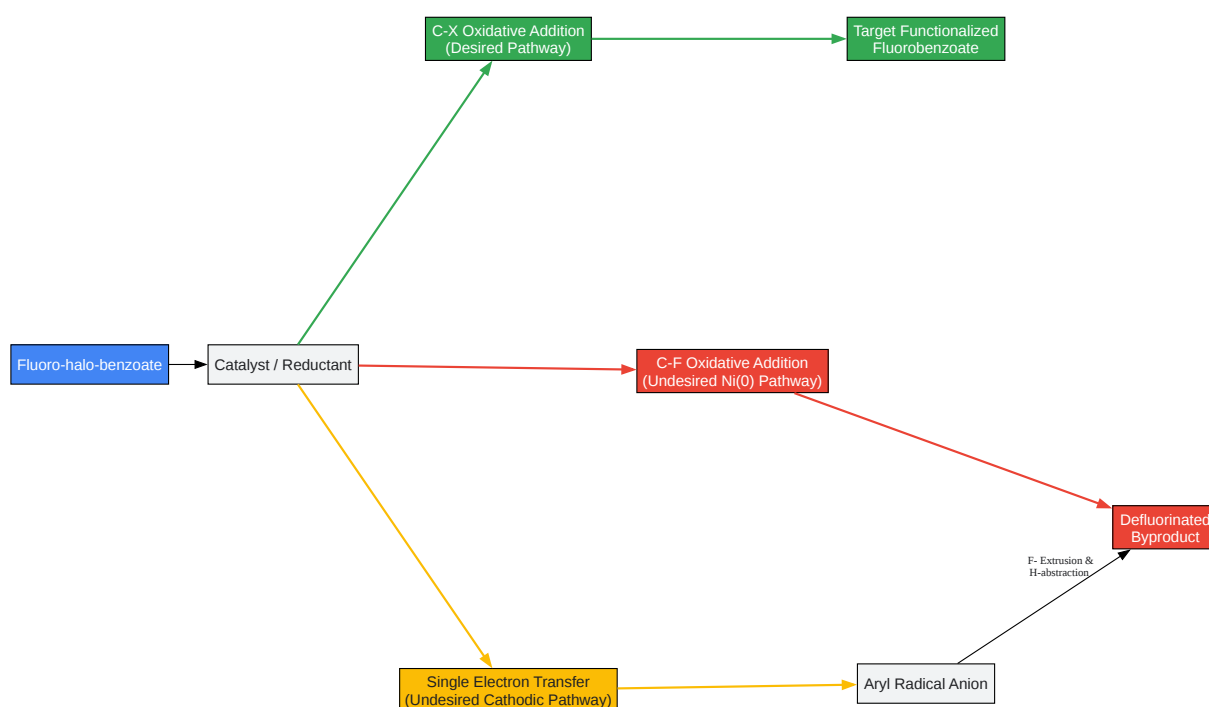 C-X Oxidative Addition
(Desired Pathway)
Target Functionalized
Fluorobenzoate
Fluoro-halo-benzoate
Catalyst / Reductant
C-F Oxidative Addition
(Undesired Ni(0) Pathway)
Defluorinated
Byproduct
F- Extrusion &
H-abstraction
Single Electron Transfer
(Undesired Cathodic Pathway)
Aryl Radical Anion